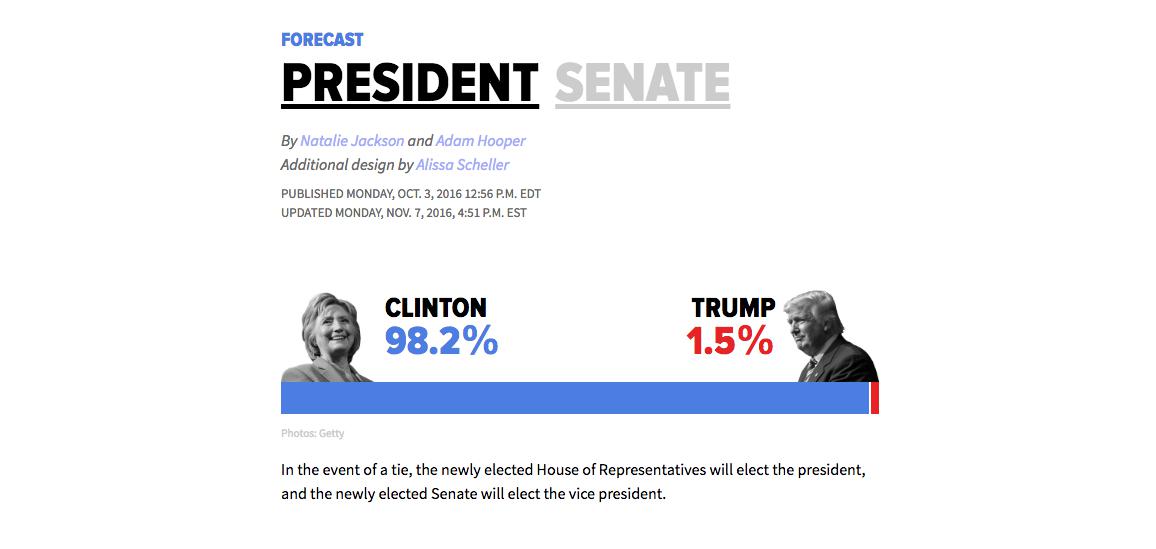 FORECAST
PRESIDENT SENATE
By Natalie Jackson and Adam Hooper
Additional design by Alissa Scheller
PUBLISHED MONDAY, OCT. 3, 2016 12:56 P.M. EDT
UPDATED MONDAY, NOV. 7, 2016, 4:51 P.M. EST
CLINTON
98.2%
TRUMP
1.5%
Photos: Getty
In the event of a tie, the newly elected House of Representatives will elect the president,
and the newly elected Senate will elect the vice president.